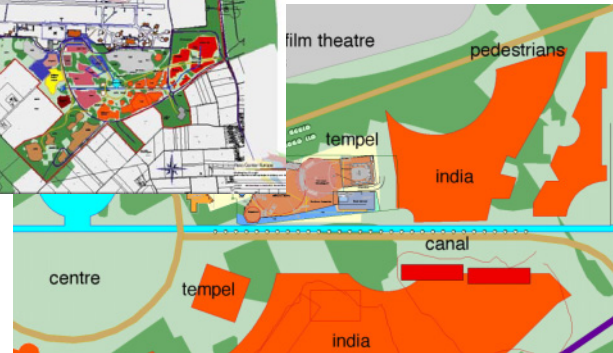 film theatre
pedestrians
tempel
india
canal
centre
tempel
india